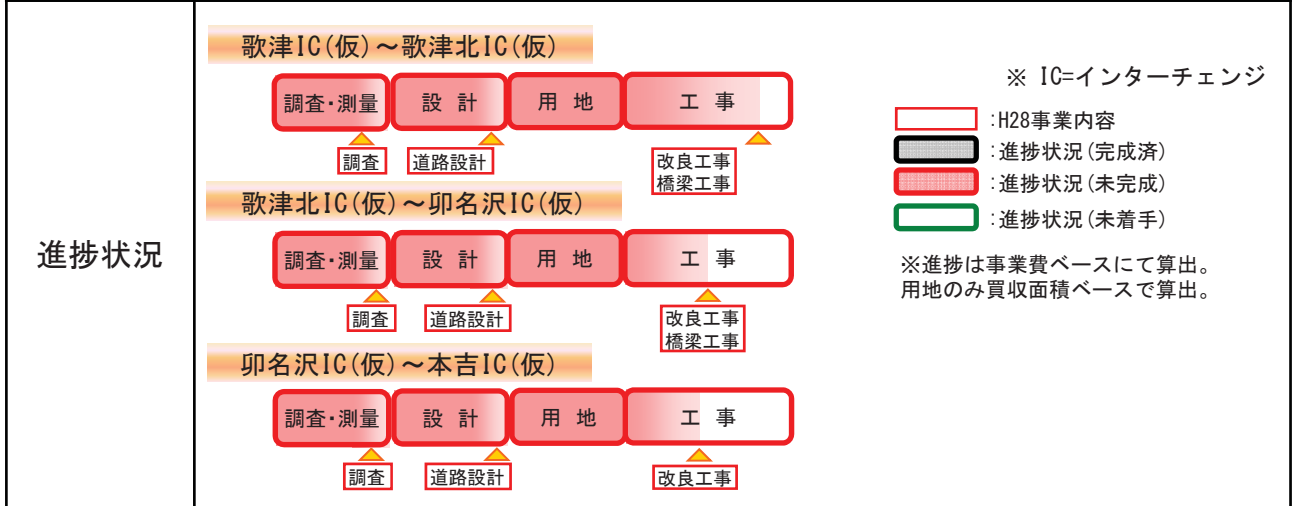 進捗状況
歌津IC(仮)～歌津北IC(仮)
調査・測量 設 計 用 地 工 事
調査 道路設計 改良工事
橋梁工事
歌津北IC(仮)～卯名沢IC(仮)
調査・測量 設 計 用 地 工 事
調査 道路設計 改良工事
橋梁工事
卯名沢IC(仮)～本吉IC(仮)
調査・測量 設 計 用 地 工 事
調査 道路設計 改良工事
※ IC=インターチェンジ
:H28事業内容
:進捗状況(完成済)
:進捗状況(未完成)
:進捗状況(未着手)
※進捗は事業費ベースにて算出。
用地のみ買収面積ベースで算出。